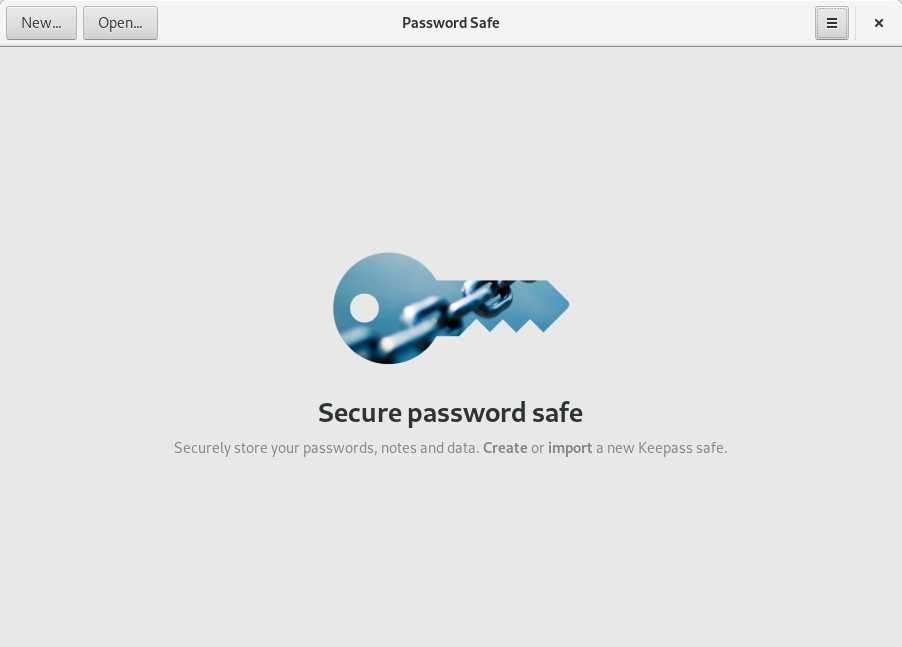 New... Open... Password Safe
Secure password safe
Securely store your passwords, notes and data. Create or import a new Keepass safe.